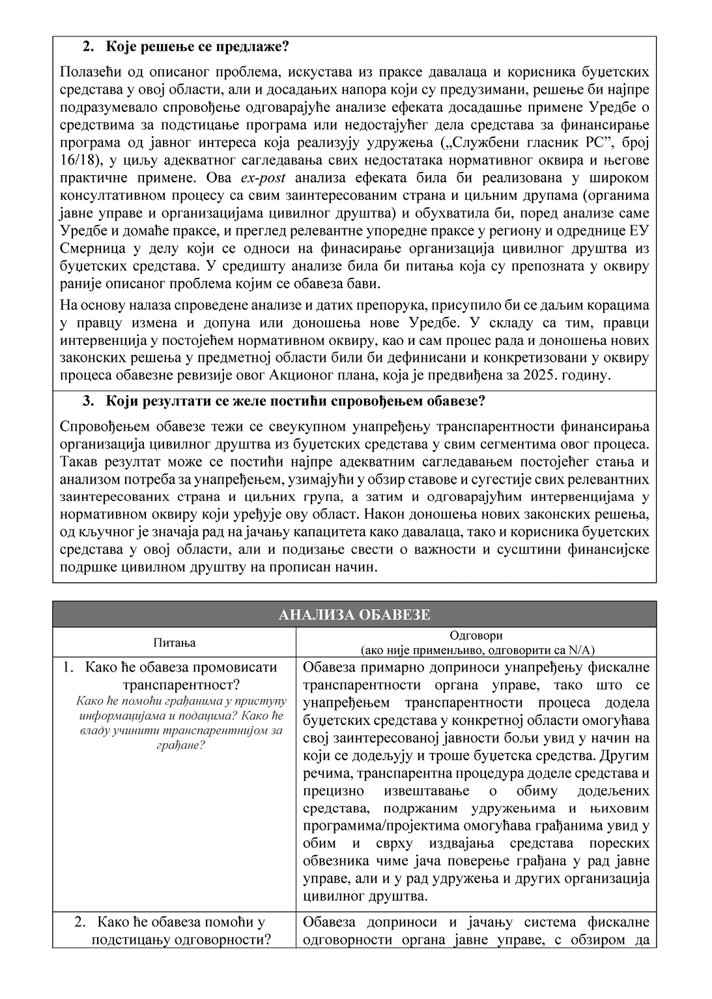 2. Које решење се предлаже?
Полазећи од описаног проблема, искустава из праксе давалаца и корисника буџетских
средстава у овој области, али и досадањих напора који су предузимани, решење би најпре
подразумевало спровођење одговарајуће анализе ефеката досадашње примене Уредбе о
средствима за подстицање програма или недостајућег дела средстава за финансирање
програма од јавног интереса која реализују удружења („Службени гласник РС”, број
16/18), у циљу адекватног сагледавања свих недостатака нормативног оквира и његове
практичне примене. Ова ex-post анализа ефеката била би реализована у широком
консултативном процесу са свим заинтересованим страна и циљним друпама (органима
јавне управе и организацијама цивилног друштва) и обухватила би, поред анализе саме
Уредбе и домаће праксе, и преглед релевантне упоредне праксе у региону и одреднице ЕУ
Смерница у делу који се односи на финасирање организација цивилног друштва из
буџетских средстава. У средишту анализе била би питања која су препозната у оквиру
раније описаног проблема којим се обавеза бави.
На основу налаза спроведене анализе и датих препорука, приступило би се даљим корацима
у правцу измена и допуна или доношења нове Уредбе. У складу са тим, правци
интервенција у постојећем нормативном оквиру, као и сам процес рада и доношења нових
законских решења у предметној области били би дефинисани и конкретизовани у оквиру
процеса обавезне ревизије овог Акционог плана, која је предвиђена за 2025. годину.
3. Који резултати се желе постићи спровођењем обавезе?
Спровођењем обавезе тежи се свеукупном унапређењу транспарентности финансирања
организација цивилног друштва из буџетских средстава у свим сегментима овог процеса.
Такав резултат може се постићи најпре адекватним сагледавањем постојећег стања и
анализом потреба за унапређењем, узимајући у обзир ставове и сугестије свих релевантних
заинтересованих страна и циљних група, а затим и одговарајућим интервенцијама у
нормативном оквиру који уређује ову област. Након доношења нових законских решења,
од кључног је значаја рад на јачању капацитета како давалаца, тако и корисника буџетских
средстава у овој области, али и подизање свести о важности и сусштини финансијске
подршке цивилном друштву на прописан начин.
АНАЛИЗА ОБАВЕЗЕ
Питања
Одговори
(ако није применљиво, одговорити са N/A)
1. Како ће обавеза промовисати
транспарентност?
Како ће помоћи грађанима у приступу
информацијама и подацима? Како ће
владу учинити транспарентнијом за
грађане?
Обавеза примарно доприноси унапређењу фискалне
транспарентности органа управе, тако што се
унапређењем транспарентности процеса додела
буџетских средстава у конкретној области омогућава
свој заинтересованој јавности бољи увид у начин на
који се додељују и троше буџетска средства. Другим
речима, транспарентна процедура доделе средстава и
прецизно извештавање о обиму додељених
средстава, подржаним удружењима и њиховим
програмима/пројектима омогућава грађанима увид у
обим и сврху издвајања средстава пореских
обвезника чиме јача поверење грађана у рад јавне
управе, али и у рад удружења и других организација
цивилног друштва.
2. Како ће обавеза помоћи у
подстицању одговорности?
Обавеза доприноси и јачању система фискалне
одговорности органа јавне управе, с обзиром да